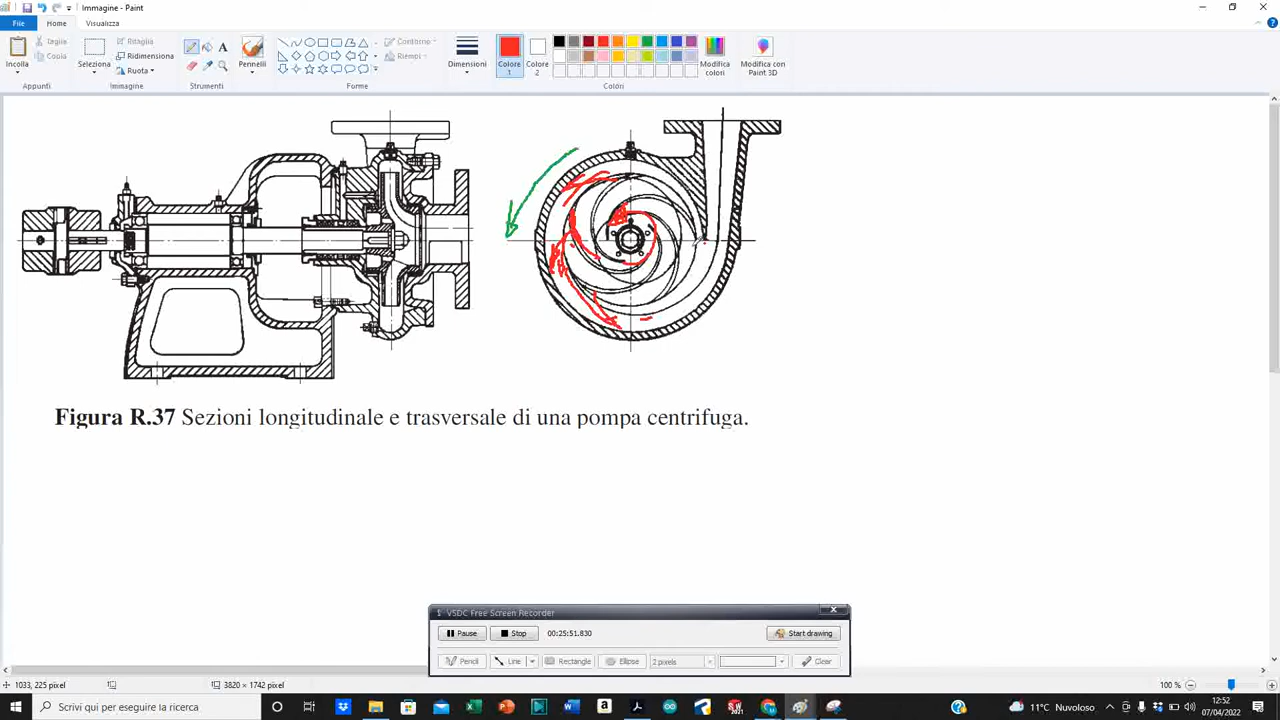 Immagine - Paint
File Home Visualizza
Incolla
Taglia
Copia
Appunti
Seleziona
Ritaglia
Ridimensiona
Ruota
Immagine
A
Strumenti
Pennelli
Contorno
Riempi
Forme
Dimensioni
Colore
1
Colore
2
Modifica
colori
Colori
Modifica con
Paint 3D
Figura R.37 Sezioni longitudinale e trasversale di una pompa centrifuga.
VSDC Free Screen Recorder
Pause Stop 00:25:51.830 Start drawing
Pencil Line Rectangle Ellipse 2 pixels Clear
1033, 225 pixel 3820 × 1742 pixel 100 %
Scrivi qui per eseguire la ricerca
11°C Nuvoloso
12:52
07/04/2022